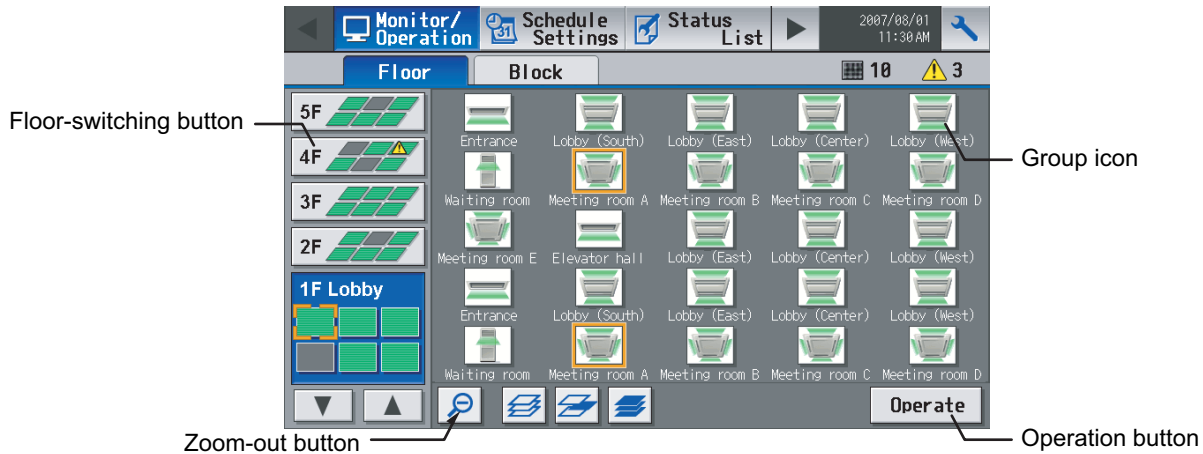 Monitor/ Schedule Status 2007/08/01
Operation 31 Settings List 11:30 AM
Floor Block 10 3
Floor-switching button
5F
4F
3F
2F
1F Lobby
Entrance Lobby (South) Lobby (East) Lobby (Center) Lobby (West)
Group icon
Waiting room Meeting room A Meeting room B Meeting room C Meeting room D
Meeting room E Elevator hall Lobby (East) Lobby (Center) Lobby (West)
Entrance Lobby (South) Lobby (East) Lobby (Center) Lobby (West)
Waiting room Meeting room A Meeting room B Meeting room C Meeting room D
Operate
Zoom-out button
Operation button